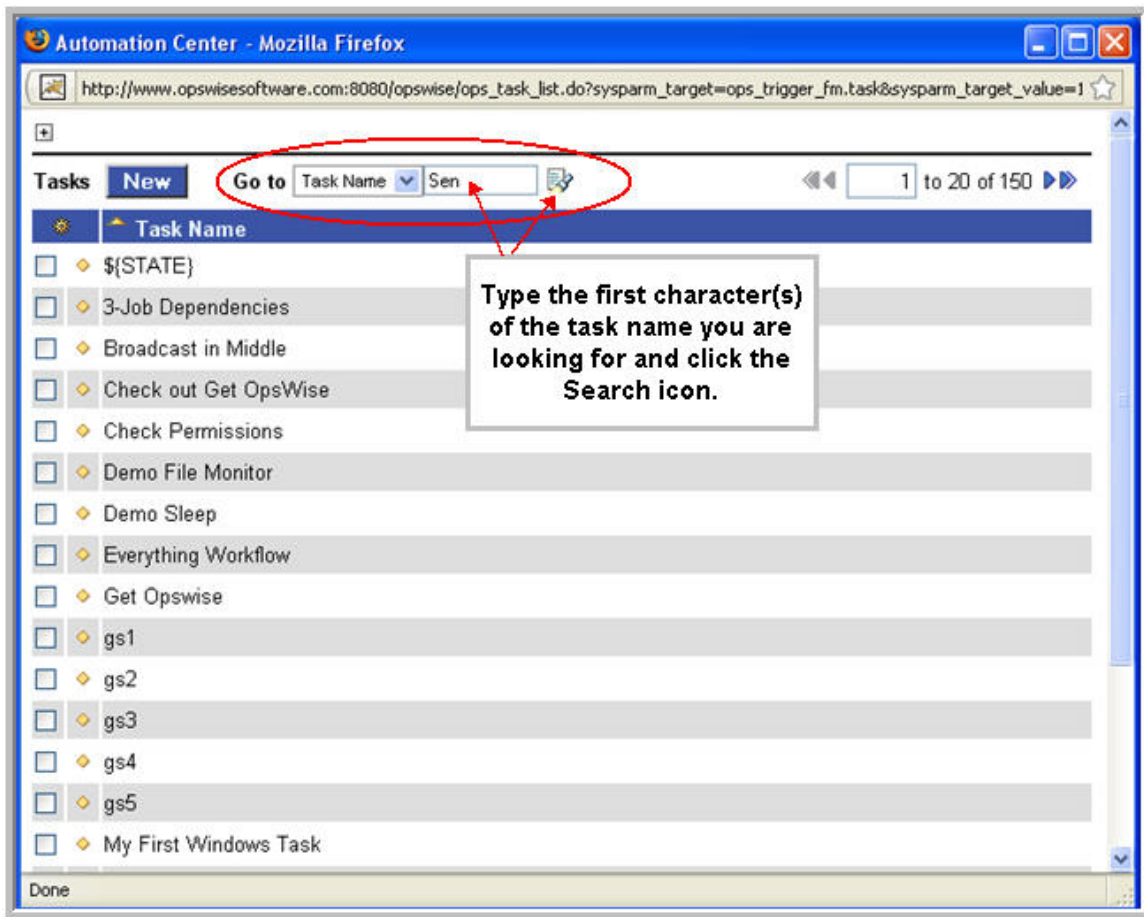 Automation Center - Mozilla Firefox
http://www.opswisesoftware.com:8080/opswise/ops_task_list.do?sysparm_target=ops_trigger_fm.task&sysparm_target_value=1
Tasks New Go to Task Name Sen 1 to 20 of 150
Task Name
${STATE}
3-Job Dependencies
Broadcast in Middle
Check out Get OpsWise
Check Permissions
Demo File Monitor
Demo Sleep
Everything Workflow
Get Opswise
gs1
gs2
gs3
gs4
gs5
My First Windows Task
Type the first character(s)
of the task name you are
looking for and click the
Search icon.
Done